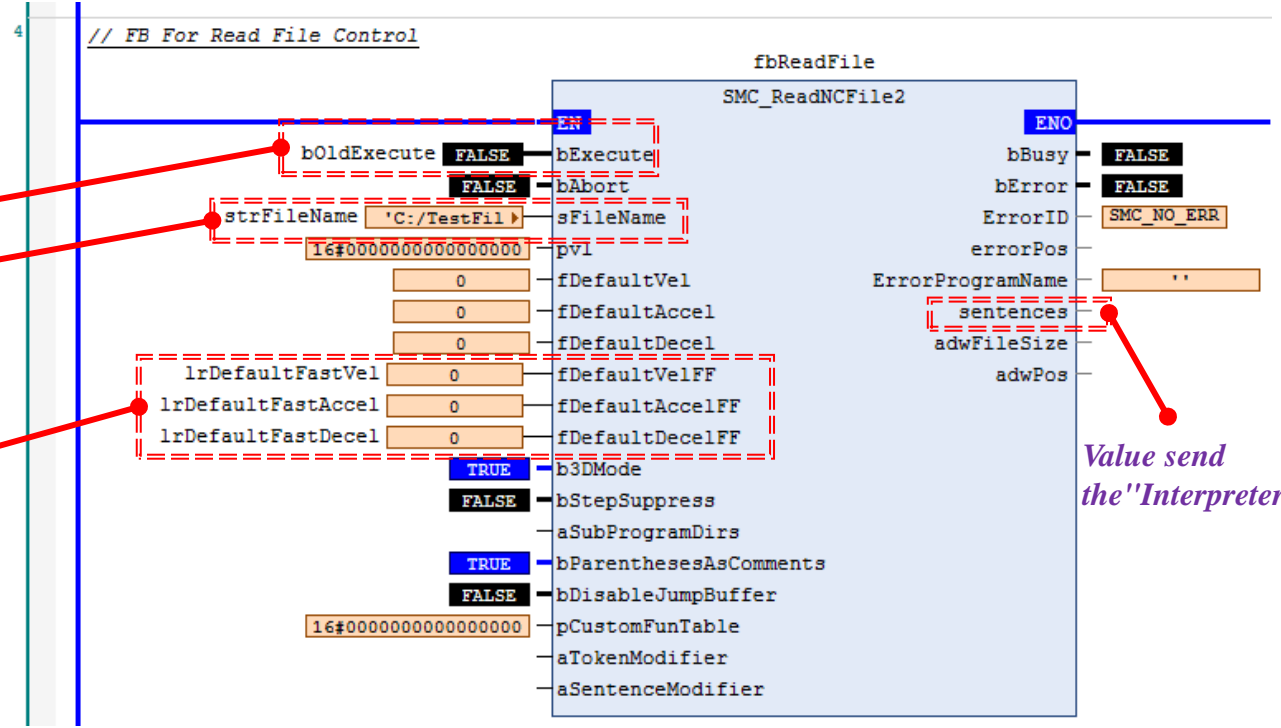 4
// FB For Read File Control
fbReadFile
SMC_ReadNCFile2
EN ENO
bOldExecute FALSE bExecute bBusy FALSE
FALSE bAbort bError FALSE
strFileName 'C:/TestFil sFileName ErrorID SMC_NO_ERR
16#0000000000000000 pvl errorPos
0 fDefaultVel ErrorProgramName ''
0 fDefaultAccel sentences
0 fDefaultDecel adwFileSize
lrDefaultFastVel 0 fDefaultVelFF adwPos
lrDefaultFastAccel 0 fDefaultAccelFF
lrDefaultFastDecel 0 fDefaultDecelFF
TRUE b3DMode
FALSE bStepSuppress
aSubProgramDirs
TRUE bParenthesesAsComments
FALSE bDisableJumpBuffer
16#0000000000000000 pCustomFunTable
aTokenModifier
aSentenceModifier
Value send
the"Interpreter